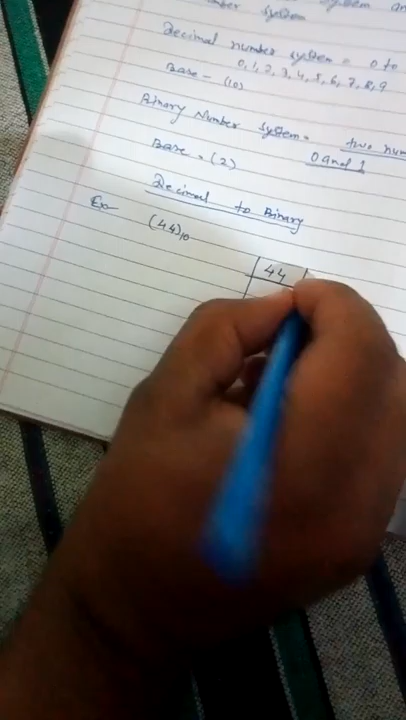 system
Decimal number system = 0 to
0, 1, 2, 3, 4, 5, 6, 7, 8, 9
Base - (10)
Binary Number System = two num
0 and 1
Base = (2)
Decimal to Binary
Ex-
(44)10
44